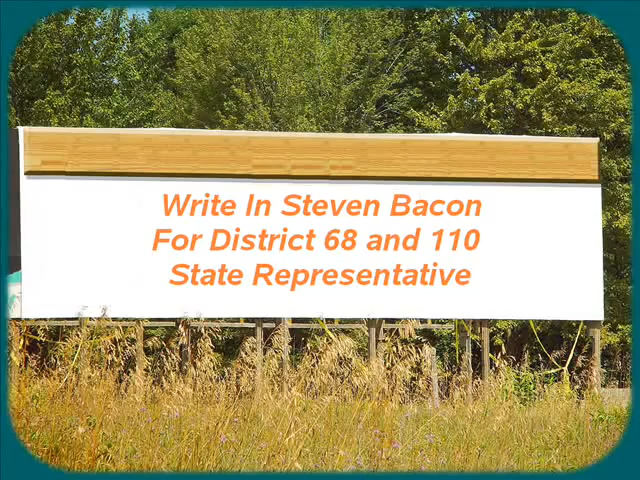 Write In Steven Bacon
For District 68 and 110
State Representative